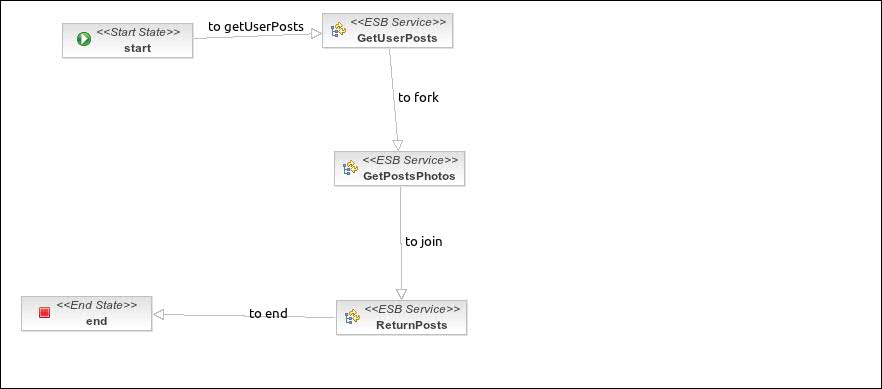 <<Start State>>
start
to getUserPosts
<<ESB Service>>
GetUserPosts
to fork
<<ESB Service>>
GetPostsPhotos
to join
<<ESB Service>>
ReturnPosts
to end
<<End State>>
end